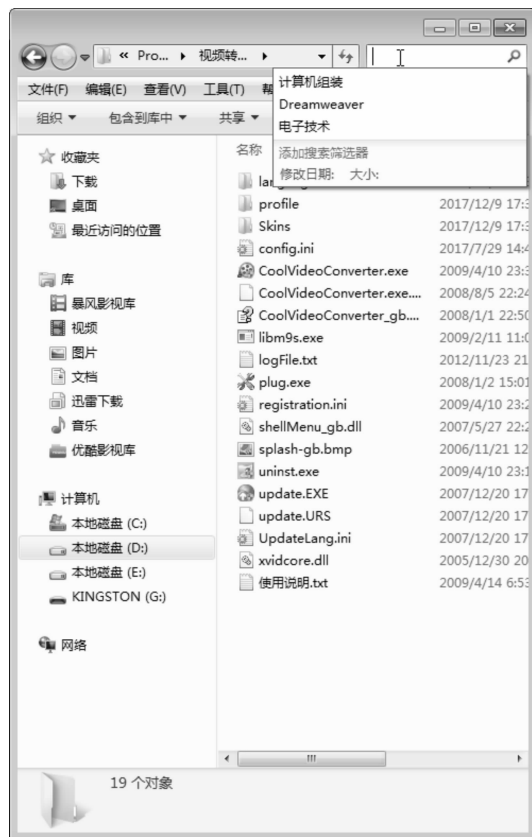 « Pro... ▸ 视频转... ▸
文件(F) 编辑(E) 查看(V) 工具(T) 帮
计算机组装
Dreamweaver
电子技术
添加搜索筛选器
修改日期: 大小:
组织 ▼ 包含到库中 ▼ 共享 ▼
收藏夹
下载
桌面
最近访问的位置
库
暴风影视库
视频
图片
文档
迅雷下载
音乐
优酷影视库
计算机
本地磁盘 (C:)
本地磁盘 (D:)
本地磁盘 (E:)
KINGSTON (G:)
网络
名称
profile 2017/12/9 17:3
Skins 2017/12/9 17:3
config.ini 2017/7/29 14:4
CoolVideoConverter.exe 2009/4/10 23:3
CoolVideoConverter.exe.... 2008/8/5 22:24
CoolVideoConverter_gb.... 2008/1/1 22:50
libm9s.exe 2009/2/11 11:0
logFile.txt 2012/11/23 21
plug.exe 2008/1/2 15:01
registration.ini 2009/4/10 23:2
shellMenu_gb.dll 2007/5/27 22:2
splash-gb.bmp 2006/11/21 12
uninst.exe 2009/4/10 23:1
update.EXE 2007/12/20 17
update.URS 2007/12/20 17
UpdateLang.ini 2007/12/20 17
xvidcore.dll 2005/12/30 20
使用说明.txt 2009/4/14 6:53
19 个对象